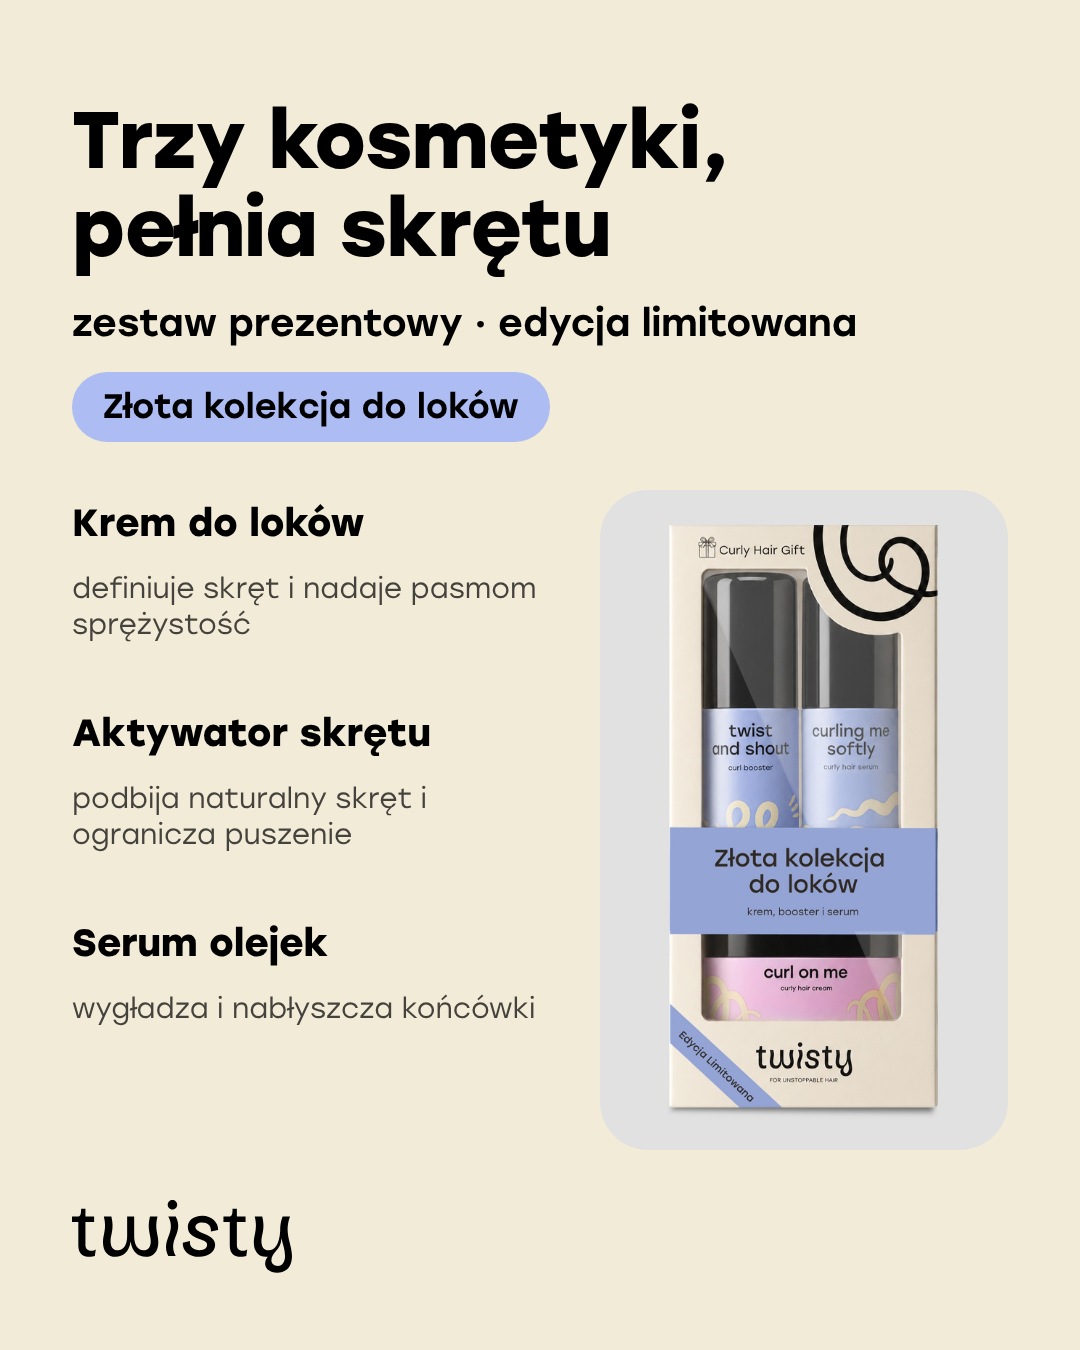 Trzy kosmetyki,
pełnia skrętu
zestaw prezentowy · edycja limitowana
Złota kolekcja do loków
Krem do loków
definiuje skręt i nadaje pasmom
sprężystość
Aktywator skrętu
podbija naturalny skręt i
ogranicza puszenie
Serum olejek
wygładza i nabłyszcza końcówki
Curly Hair Gift
twist
and shout
curl booster
curling me
softly
curly hair serum
Złota kolekcja
do loków
krem, booster i serum
curl on me
curly hair cream
Edycja Limitowana
twisty
FOR UNSTOPPABLE HAIR
twisty